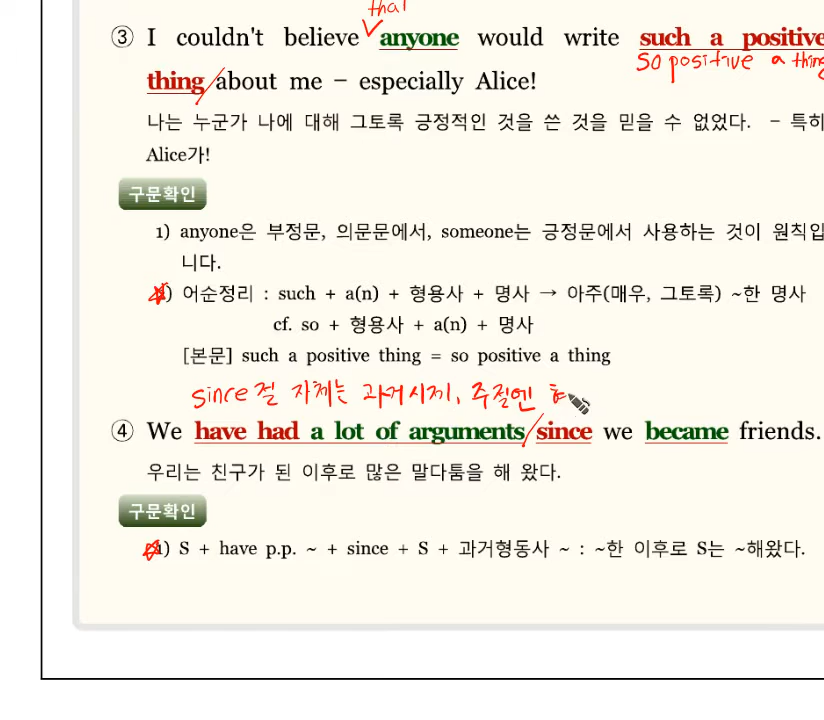 that
③ I couldn't believe anyone would write such a positive
so positive a thing
thing about me – especially Alice!
나는 누군가 나에 대해 그토록 긍정적인 것을 쓴 것을 믿을 수 없었다. – 특히
Alice가!
구문확인
1) anyone은 부정문, 의문문에서, someone는 긍정문에서 사용하는 것이 원칙입
니다.
) 어순정리 : such + a(n) + 형용사 + 명사 → 아주(매우, 그토록) ~한 명사
cf. so + 형용사 + a(n) + 명사
[본문] such a positive thing = so positive a thing
since절 자체는 과거시제, 주절엔
④ We have had a lot of arguments since we became friends.
우리는 친구가 된 이후로 많은 말다툼을 해 왔다.
구문확인
1) S + have p.p. ~ + since + S + 과거형동사 ~ : ~한 이후로 S는 ~해왔다.